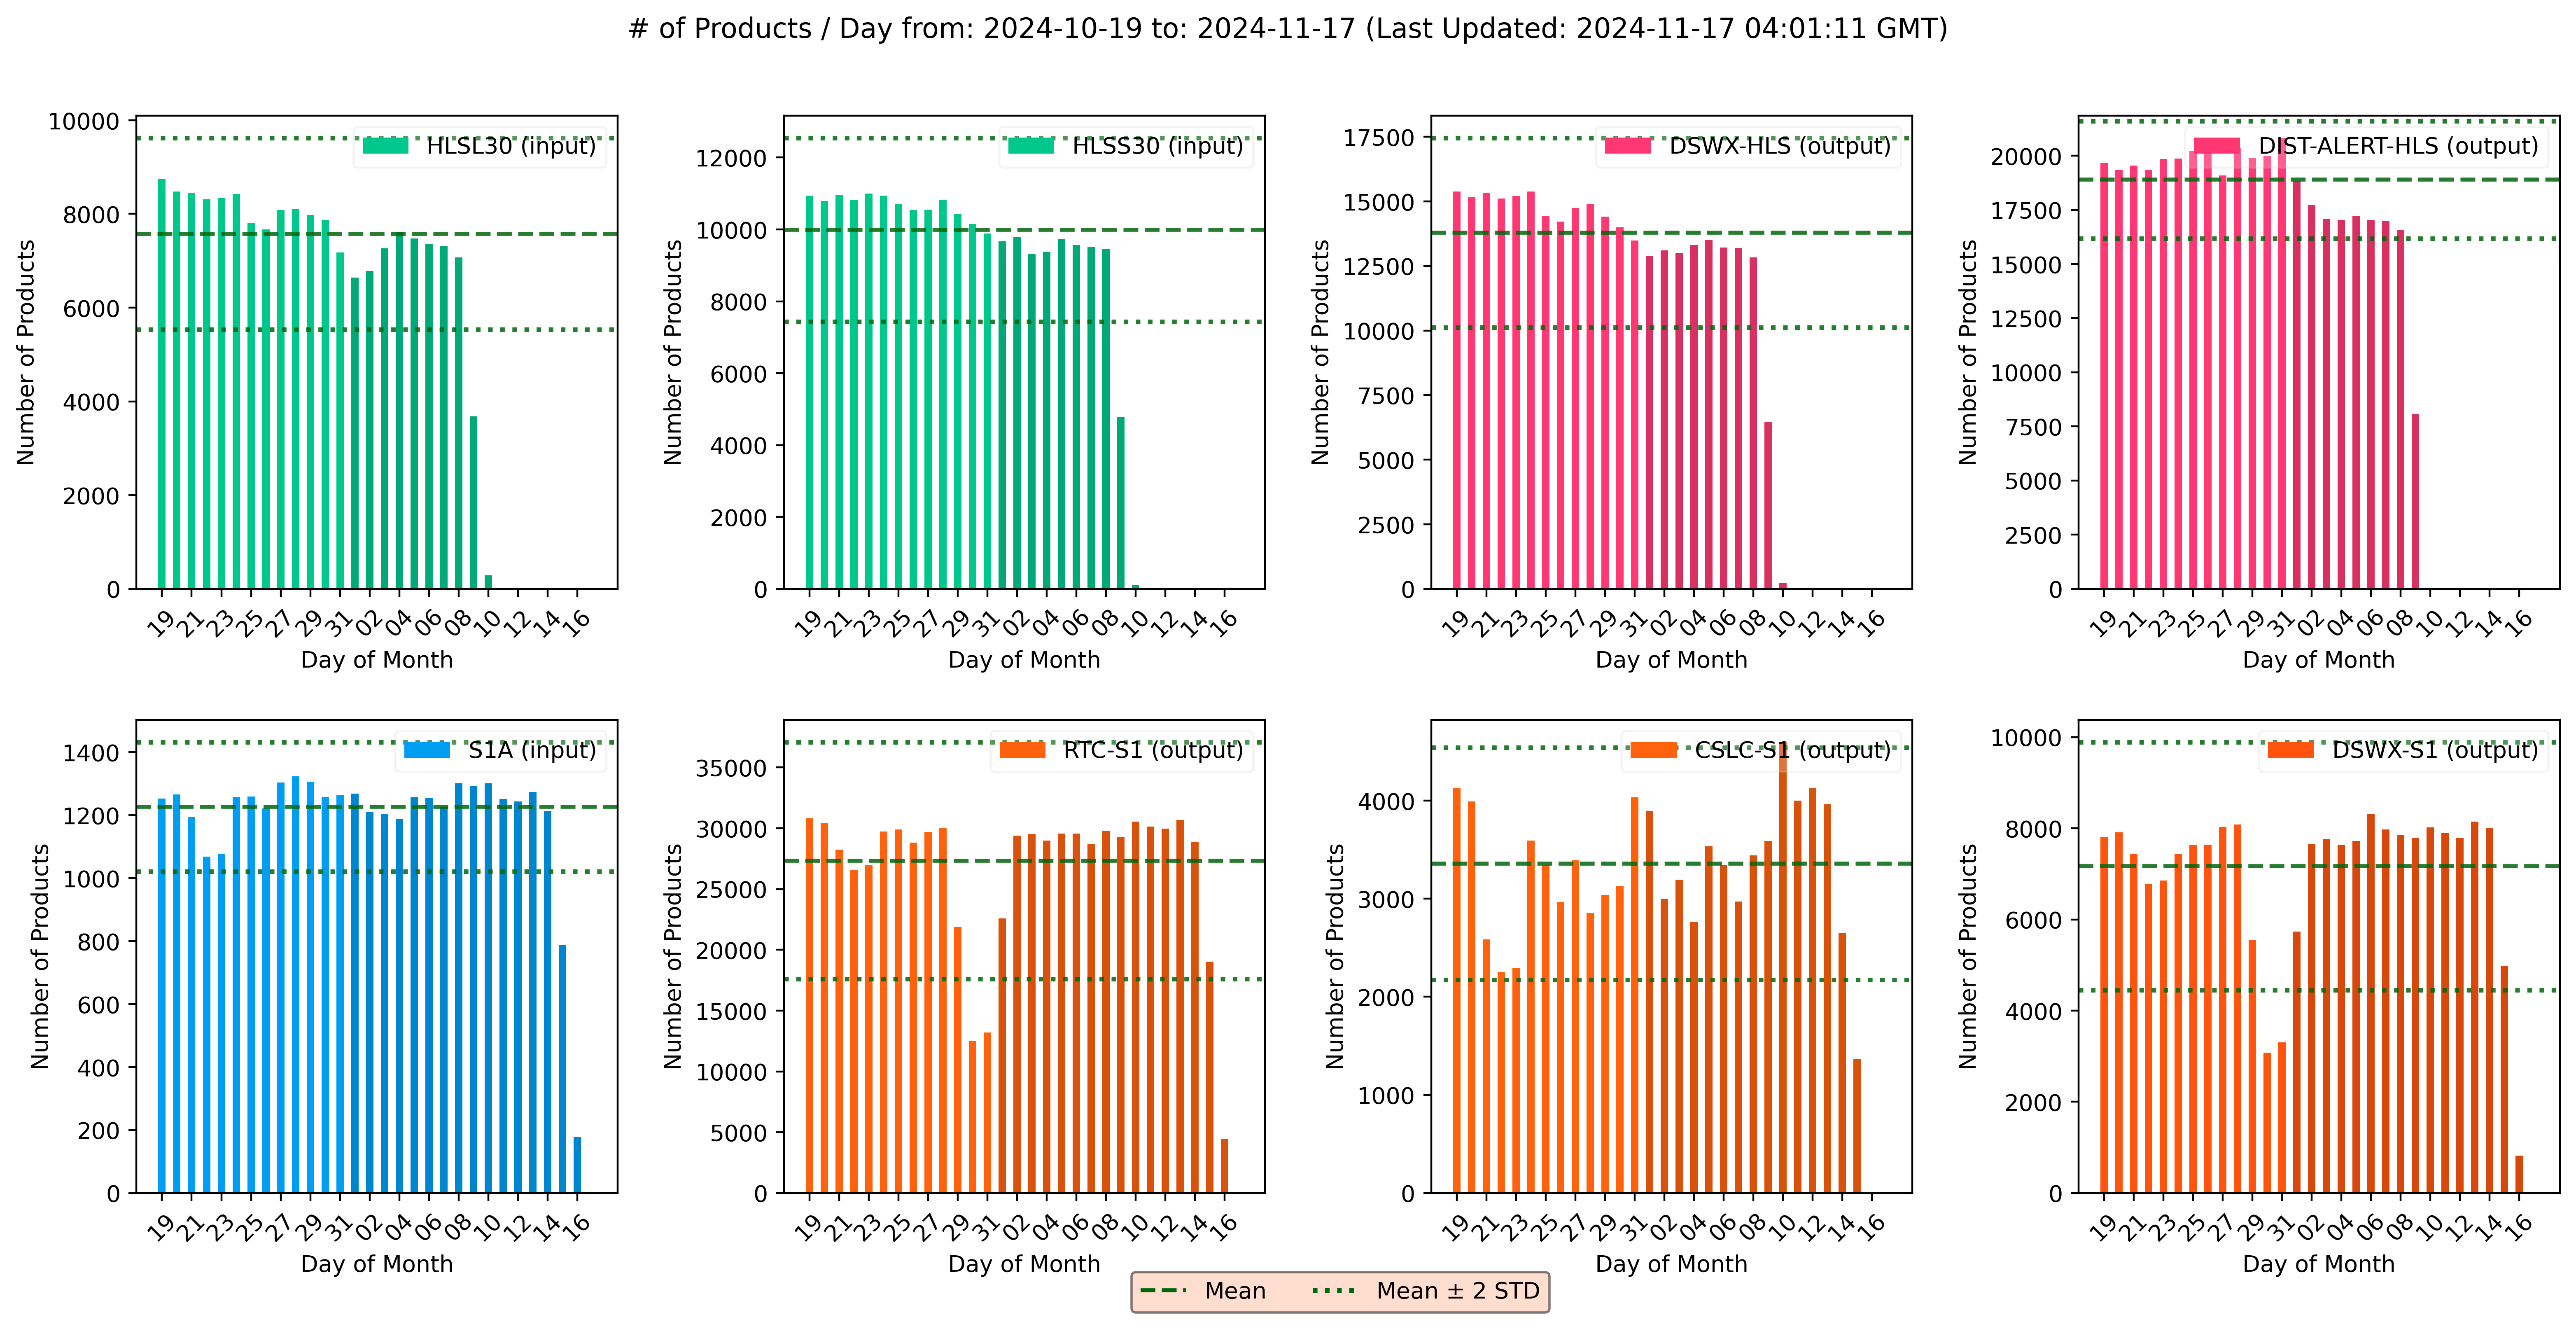 # of Products / Day from: 2024-10-19 to: 2024-11-17 (Last Updated: 2024-11-17 04:01:11 GMT)
HLSL30 (input)
Number of Products
10000
8000
6000
4000
2000
0
19 21 23 25 27 29 31 02 04 06 08 10 12 14 16
Day of Month
HLSS30 (input)
Number of Products
12000
10000
8000
6000
4000
2000
0
19 21 23 25 27 29 31 02 04 06 08 10 12 14 16
Day of Month
DSWX-HLS (output)
Number of Products
17500
15000
12500
10000
7500
5000
2500
0
19 21 23 25 27 29 31 02 04 06 08 10 12 14 16
Day of Month
DIST-ALERT-HLS (output)
Number of Products
20000
17500
15000
12500
10000
7500
5000
2500
0
19 21 23 25 27 29 31 02 04 06 08 10 12 14 16
Day of Month
S1A (input)
Number of Products
1400
1200
1000
800
600
400
200
0
19 21 23 25 27 29 31 02 04 06 08 10 12 14 16
Day of Month
RTC-S1 (output)
Number of Products
35000
30000
25000
20000
15000
10000
5000
0
19 21 23 25 27 29 31 02 04 06 08 10 12 14 16
Day of Month
CSLC-S1 (output)
Number of Products
4000
3000
2000
1000
0
19 21 23 25 27 29 31 02 04 06 08 10 12 14 16
Day of Month
DSWX-S1 (output)
Number of Products
10000
8000
6000
4000
2000
0
19 21 23 25 27 29 31 02 04 06 08 10 12 14 16
Day of Month
Mean
Mean ± 2 STD